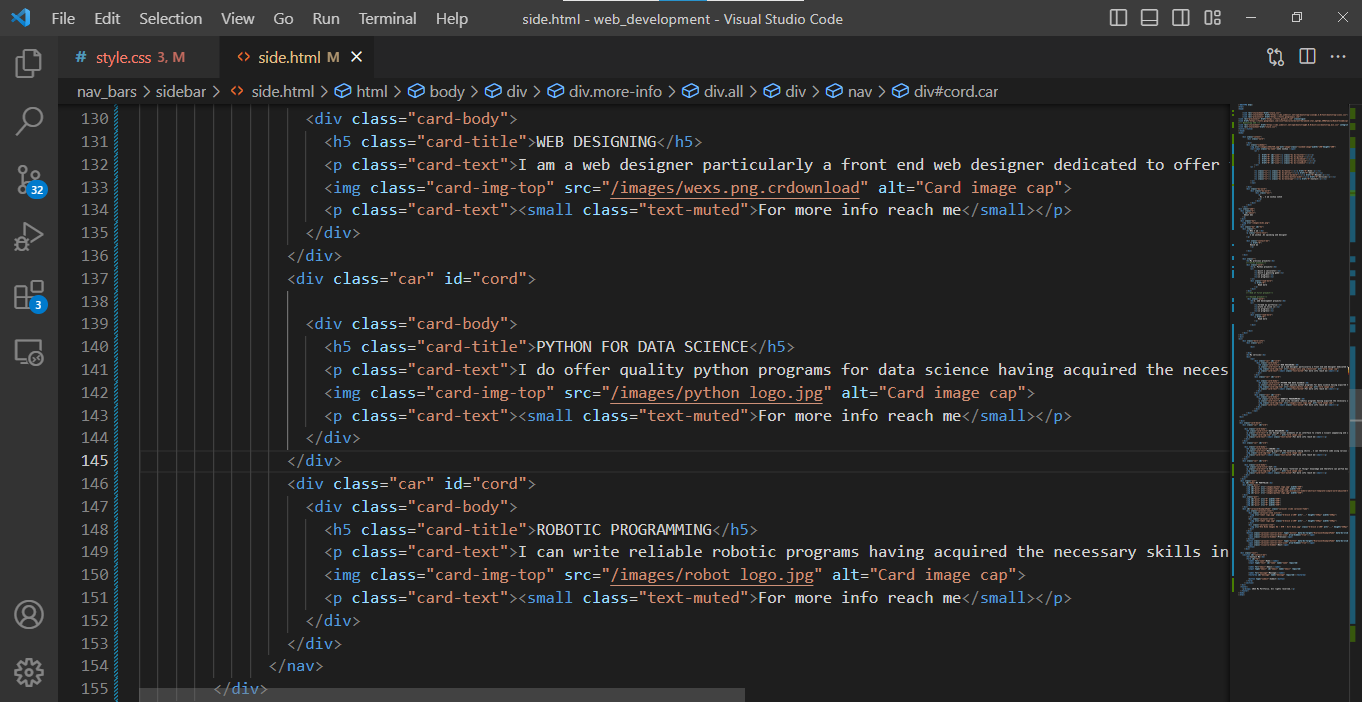 File Edit Selection View Go Run Terminal Help side.html - web_development - Visual Studio Code
# style.css 3, M <> side.html M
nav_bars > sidebar > <> side.html > html > body > div > div.more-info > div.all > div > nav > div#cord.car
130 <div class="card-body">
131 <h5 class="card-title">WEB DESIGNING</h5>
132 <p class="card-text">I am a web designer particularly a front end web designer dedicated to offer
133 <img class="card-img-top" src="/images/wexs.png.crdownload" alt="Card image cap">
134 <p class="card-text"><small class="text-muted">For more info reach me</small></p>
135 </div>
136 </div>
137 <div class="car" id="cord">
138
139 <div class="card-body">
140 <h5 class="card-title">PYTHON FOR DATA SCIENCE</h5>
141 <p class="card-text">I do offer quality python programs for data science having acquired the neces
142 <img class="card-img-top" src="/images/python logo.jpg" alt="Card image cap">
143 <p class="card-text"><small class="text-muted">For more info reach me</small></p>
144 </div>
145 </div>
146 <div class="car" id="cord">
147 <div class="card-body">
148 <h5 class="card-title">ROBOTIC PROGRAMMING</h5>
149 <p class="card-text">I can write reliable robotic programs having acquired the necessary skills in
150 <img class="card-img-top" src="/images/robot logo.jpg" alt="Card image cap">
151 <p class="card-text"><small class="text-muted">For more info reach me</small></p>
152 </div>
153 </div>
154 </nav>
155 </div>
32
3